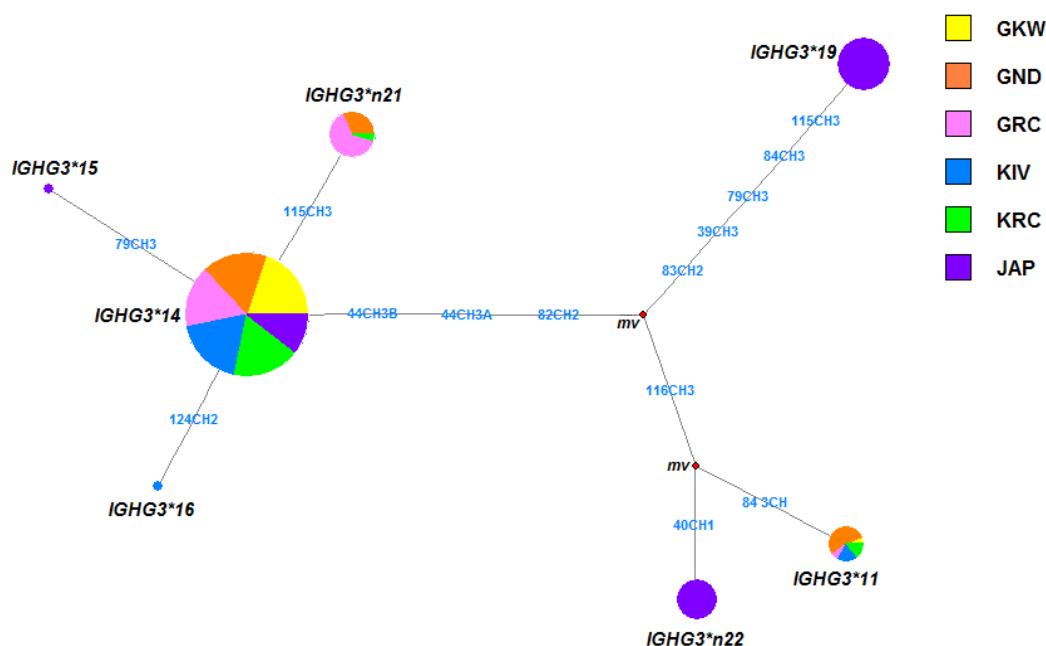 GKW
GND
GRC
KIV
KRC
JAP
IGHG3*19
IGHG3*n21
115CH3
84CH3
IGHG3*15
79CH3
115CH3
39CH3
79CH3
83CH2
IGHG3*14
44CH3B
44CH3A
82CH2
mv
116CH3
124CH2
mv
84 3CH
IGHG3*16
40CH1
IGHG3*11
IGHG3*n22